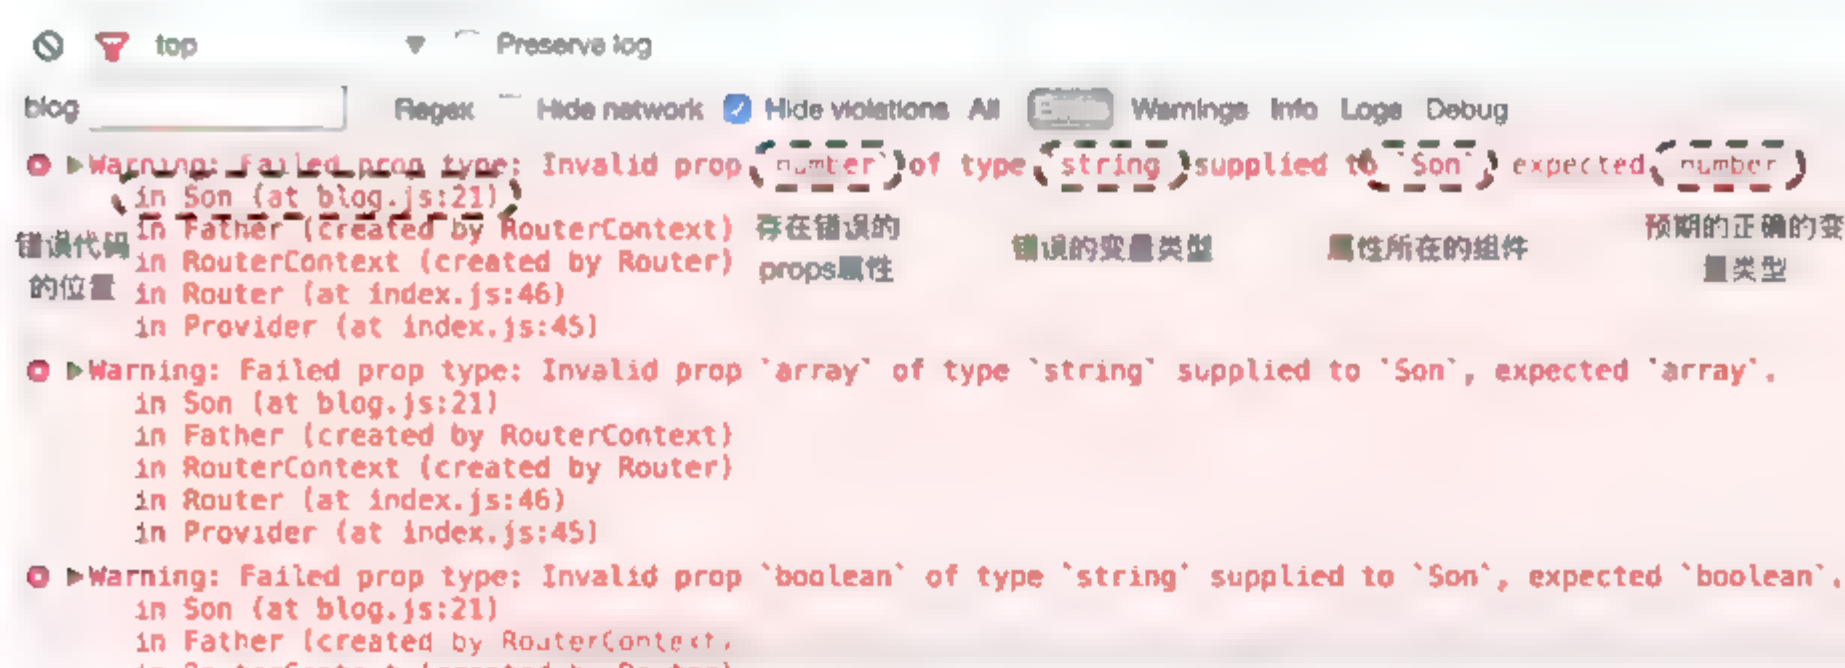 top Preserve log
blog Regex Hide network Hide violations All Warnings Info Logs Debug
Warning: Failed prop type: Invalid prop `number` of type `string` supplied to `Son`, expected `number`
in Son (at blog.js:21)
in Father (created by RouterContext)
in RouterContext (created by Router)
in Router (at index.js:46)
in Provider (at index.js:45)
错误代码
的位置
存在错误的
props属性
错误的变量类型
属性所在的组件
预期的正确的变
量类型
Warning: Failed prop type: Invalid prop `array` of type `string` supplied to `Son`, expected `array`.
in Son (at blog.js:21)
in Father (created by RouterContext)
in RouterContext (created by Router)
in Router (at index.js:46)
in Provider (at index.js:45)
Warning: Failed prop type: Invalid prop `boolean` of type `string` supplied to `Son`, expected `boolean`.
in Son (at blog.js:21)
in Father (created by RouterContext)